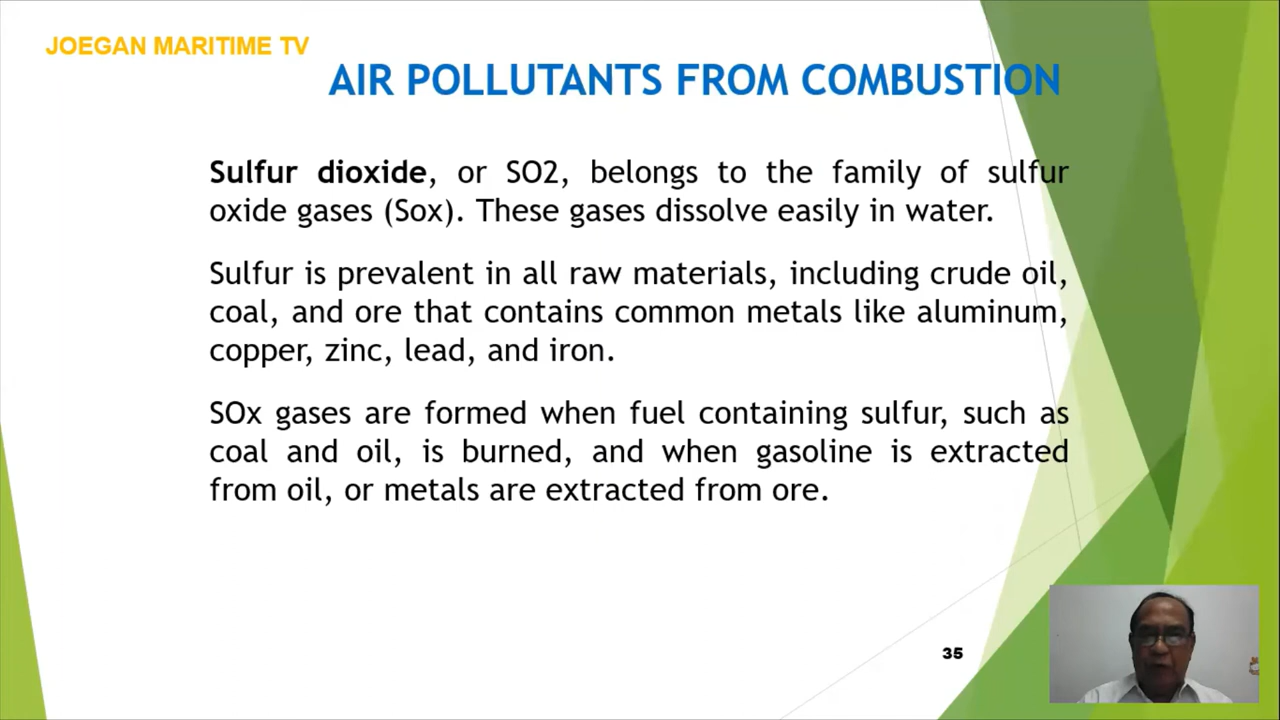 JOEGAN MARITIME TV
AIR POLLUTANTS FROM COMBUSTION
Sulfur dioxide, or SO2, belongs to the family of sulfur
oxide gases (Sox). These gases dissolve easily in water.
Sulfur is prevalent in all raw materials, including crude oil,
coal, and ore that contains common metals like aluminum,
copper, zinc, lead, and iron.
SOx gases are formed when fuel containing sulfur, such as
coal and oil, is burned, and when gasoline is extracted
from oil, or metals are extracted from ore.
35